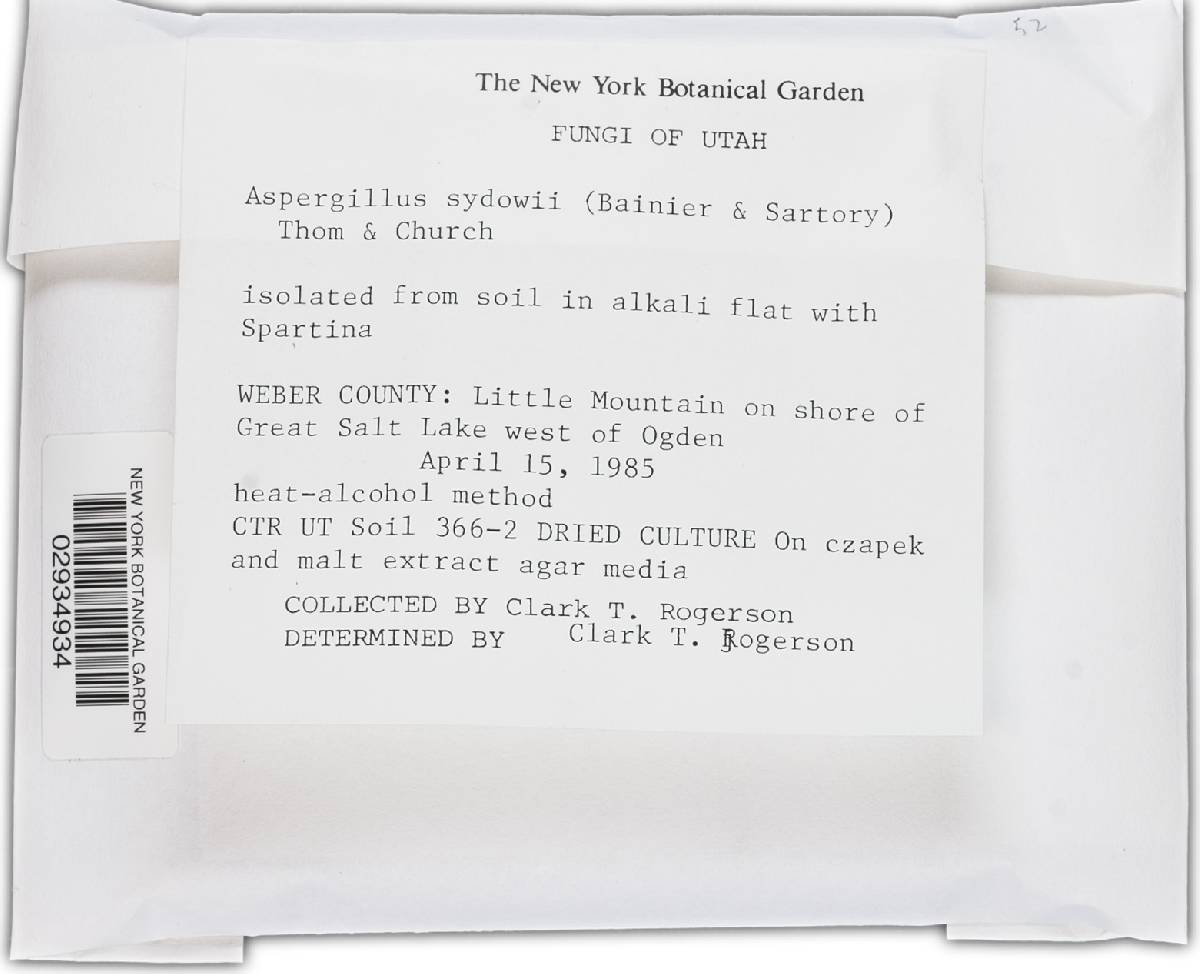 52
The New York Botanical Garden
FUNGI OF UTAH
Aspergillus sydowii (Bainier & Sartory)
Thom & Church
isolated from soil in alkali flat with
Spartina
WEBER COUNTY: Little Mountain on shore of
Great Salt Lake west of Ogden
April 15, 1985
heat-alcohol method
CTR UT Soil 366-2 DRIED CULTURE On czapek
and malt extract agar media
COLLECTED BY Clark T. Rogerson
DETERMINED BY Clark T. Rogerson
NEW YORK BOTANICAL GARDEN
02934934